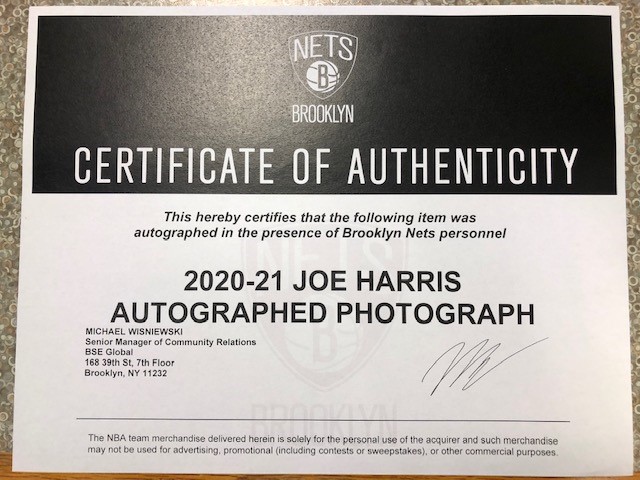 NETS
B
BROOKLYN
CERTIFICATE OF AUTHENTICITY
This hereby certifies that the following item was
autographed in the presence of Brooklyn Nets personnel
2020-21 JOE HARRIS
AUTOGRAPHED PHOTOGRAPH
MICHAEL WISNIEWSKI
Senior Manager of Community Relations
BSE Global
168 39th St, 7th Floor
Brooklyn, NY 11232
NETS
B
BROOKLYN
The NBA team merchandise delivered herein is solely for the personal use of the acquirer and such merchandise
may not be used for advertising, promotional (including contests or sweepstakes), or other commercial purposes.